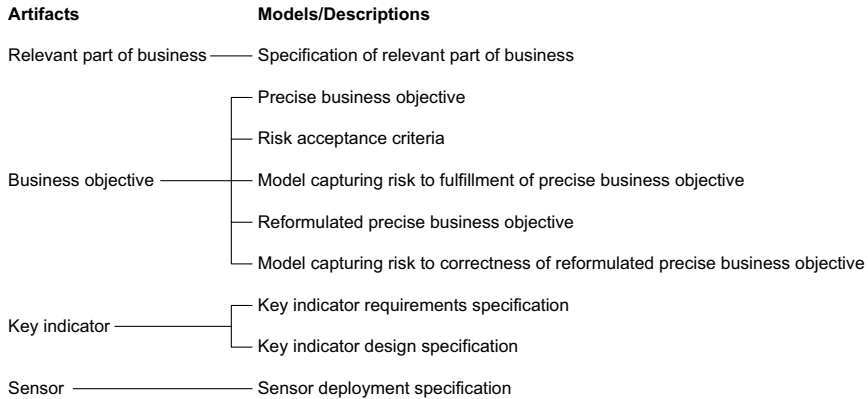 Artifacts Models/Descriptions
Relevant part of business Specification of relevant part of business
Precise business objective
Risk acceptance criteria
Business objective Model capturing risk to fulfillment of precise business objective
Reformulated precise business objective
Model capturing risk to correctness of reformulated precise business objective
Key indicator requirements specification
Key indicator
Key indicator design specification
Sensor Sensor deployment specification